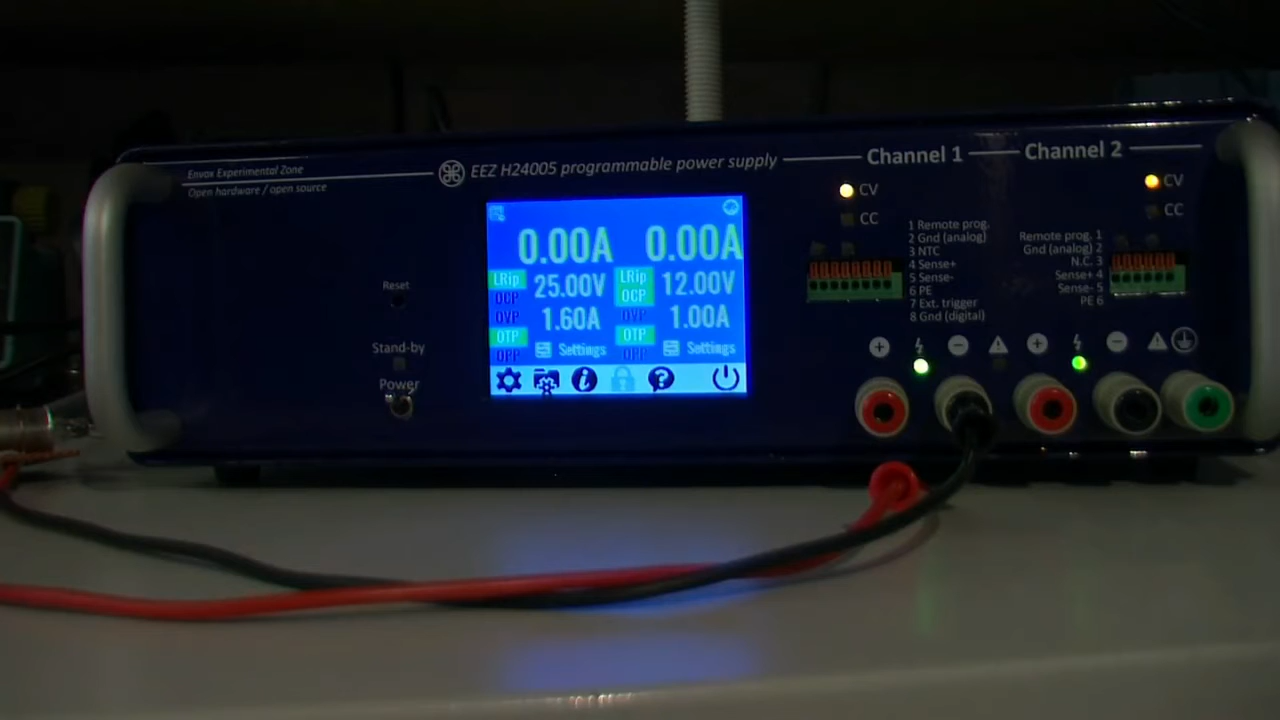 Envox Experimental Zone
Open hardware / open source
EEZ H24005 programmable power supply
Channel 1
Channel 2
CV
CC
CV
CC
Reset
Stand-by
Power
0.00A
0.00A
LRip
25.00V
OCP
OVP
1.60A
OTP
OPP
Settings
LRip
12.00V
OCP
OVP
1.00A
OTP
OPP
Settings
1 Remote prog.
2 Gnd (analog)
3 NTC
4 Sense+
5 Sense-
6 PE
7 Ext. trigger
8 Gnd (digital)
Remote prog. 1
Gnd (analog) 2
N.C. 3
Sense+ 4
Sense- 5
PE 6